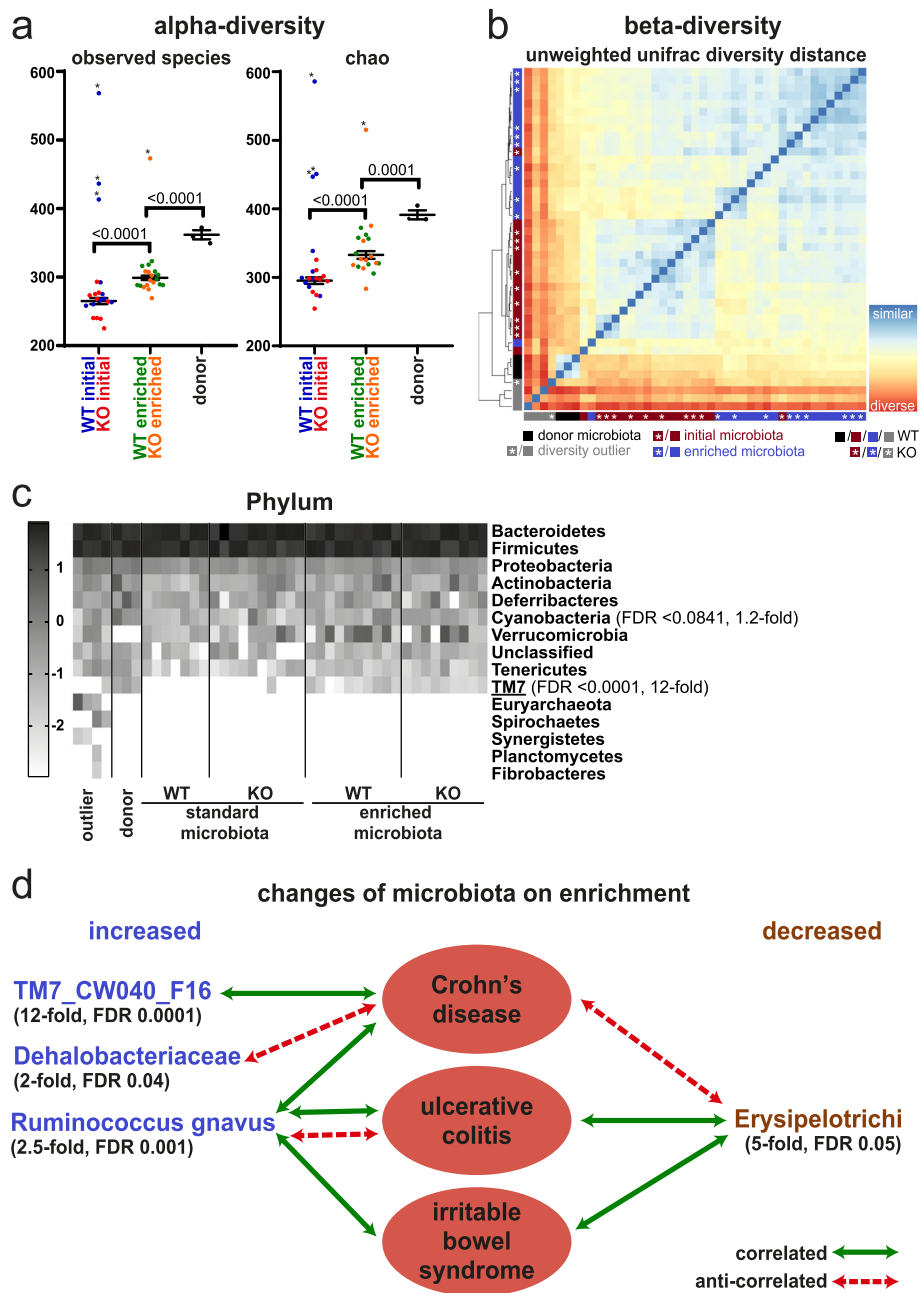 a
alpha-diversity
observed species
chao
600
500
400
300
200
<0.0001
<0.0001
WT initial
KO initial
WT enriched
KO enriched
donor
600
500
400
300
200
<0.0001
0.0001
WT initial
KO initial
WT enriched
KO enriched
donor
b
beta-diversity
unweighted unifrac diversity distance
similar
diverse
donor microbiota
*/ initial microbiota
*/ diversity outlier
*/ enriched microbiota
/ / / WT
*/*/* KO
c
Phylum
1
0
-1
-2
Bacteroidetes
Firmicutes
Proteobacteria
Actinobacteria
Deferribacteres
Cyanobacteria (FDR <0.0841, 1.2-fold)
Verrucomicrobia
Unclassified
Tenericutes
TM7 (FDR <0.0001, 12-fold)
Euryarchaeota
Spirochaetes
Synergistetes
Planctomycetes
Fibrobacteres
outlier
donor
WT KO
standard
microbiota
WT KO
enriched
microbiota
d
changes of microbiota on enrichment
increased
decreased
TM7_CW040_F16
(12-fold, FDR 0.0001)
Dehalobacteriaceae
(2-fold, FDR 0.04)
Ruminococcus gnavus
(2.5-fold, FDR 0.001)
Crohn's
disease
ulcerative
colitis
irritable
bowel
syndrome
Erysipelotrichi
(5-fold, FDR 0.05)
correlated
anti-correlated